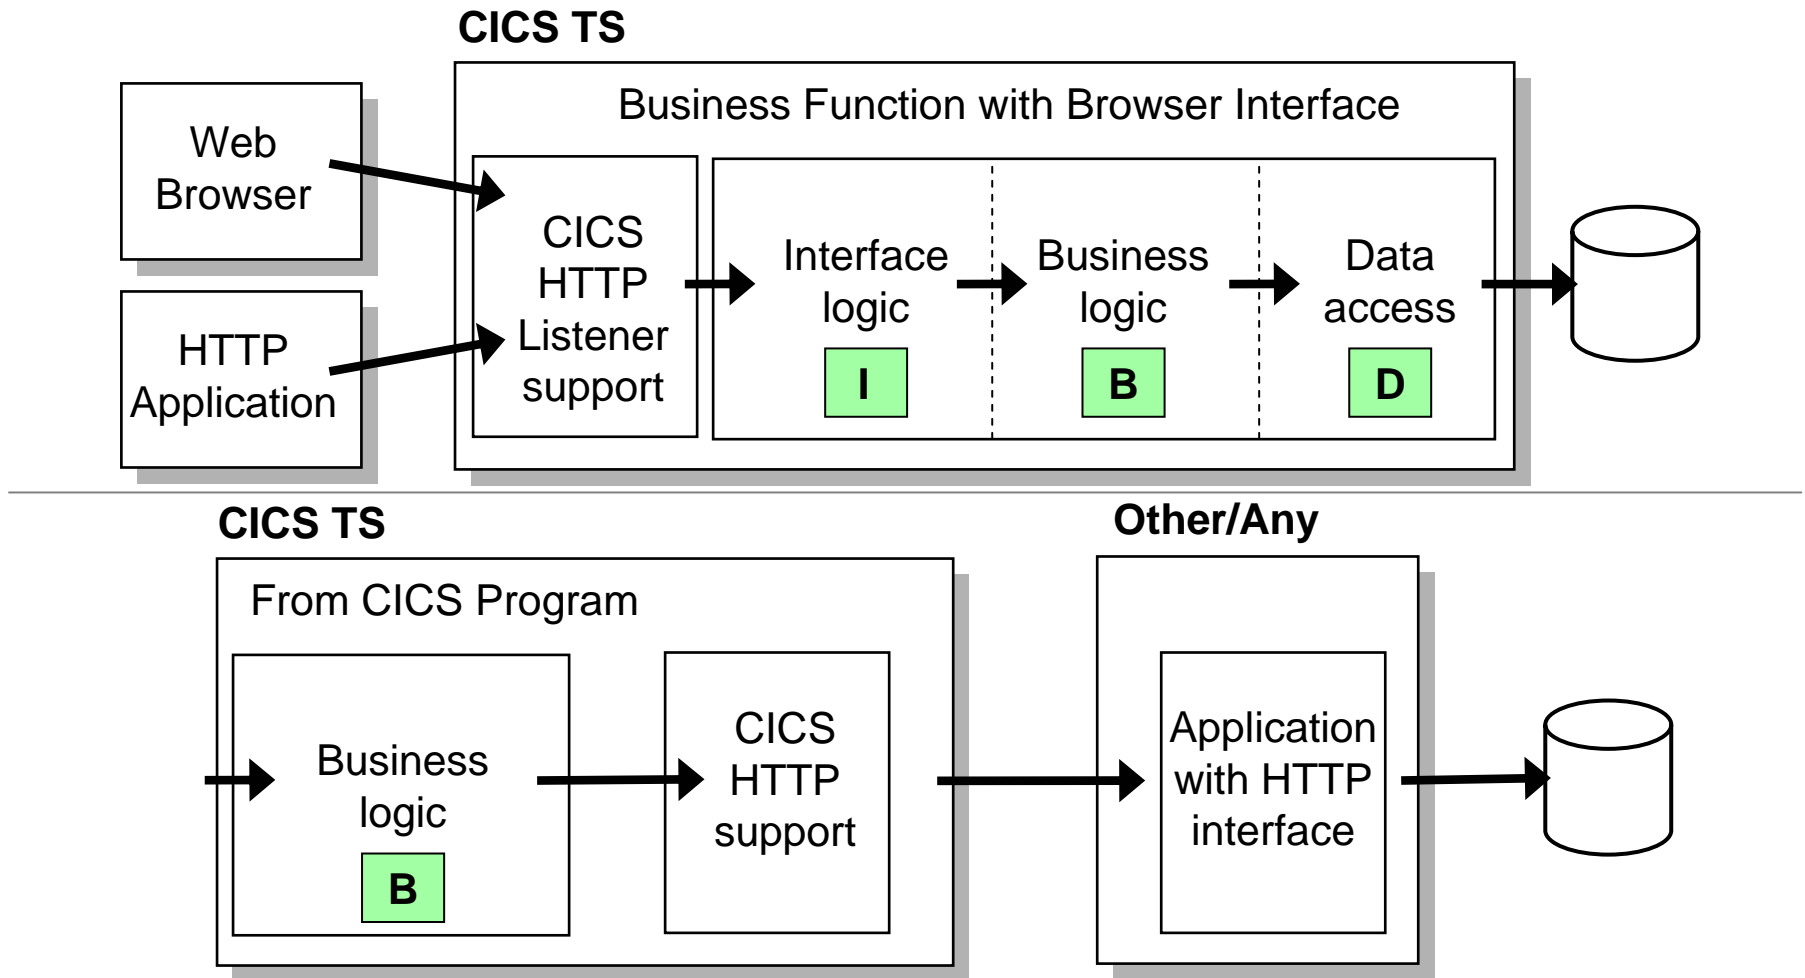 CICS TS
Business Function with Browser Interface
Web
Browser
HTTP
Application
CICS
HTTP
Listener
support
Interface
logic
I
Business
logic
B
Data
access
D
CICS TS
From CICS Program
Business
logic
B
CICS
HTTP
support
Other/Any
Application
with HTTP
interface